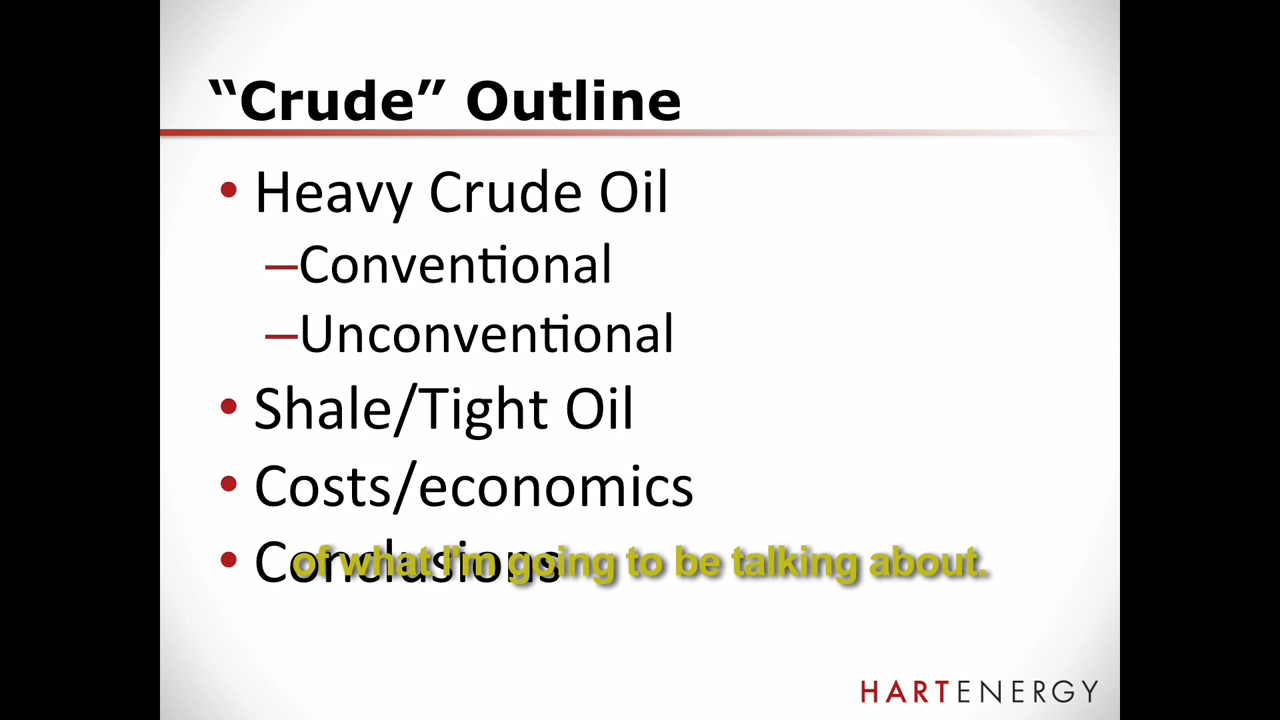 “Crude” Outline
• Heavy Crude Oil
–Conventional
–Unconventional
• Shale/Tight Oil
• Costs/economics
• Conclusions
of what I'm going to be talking about.
HARTENERGY